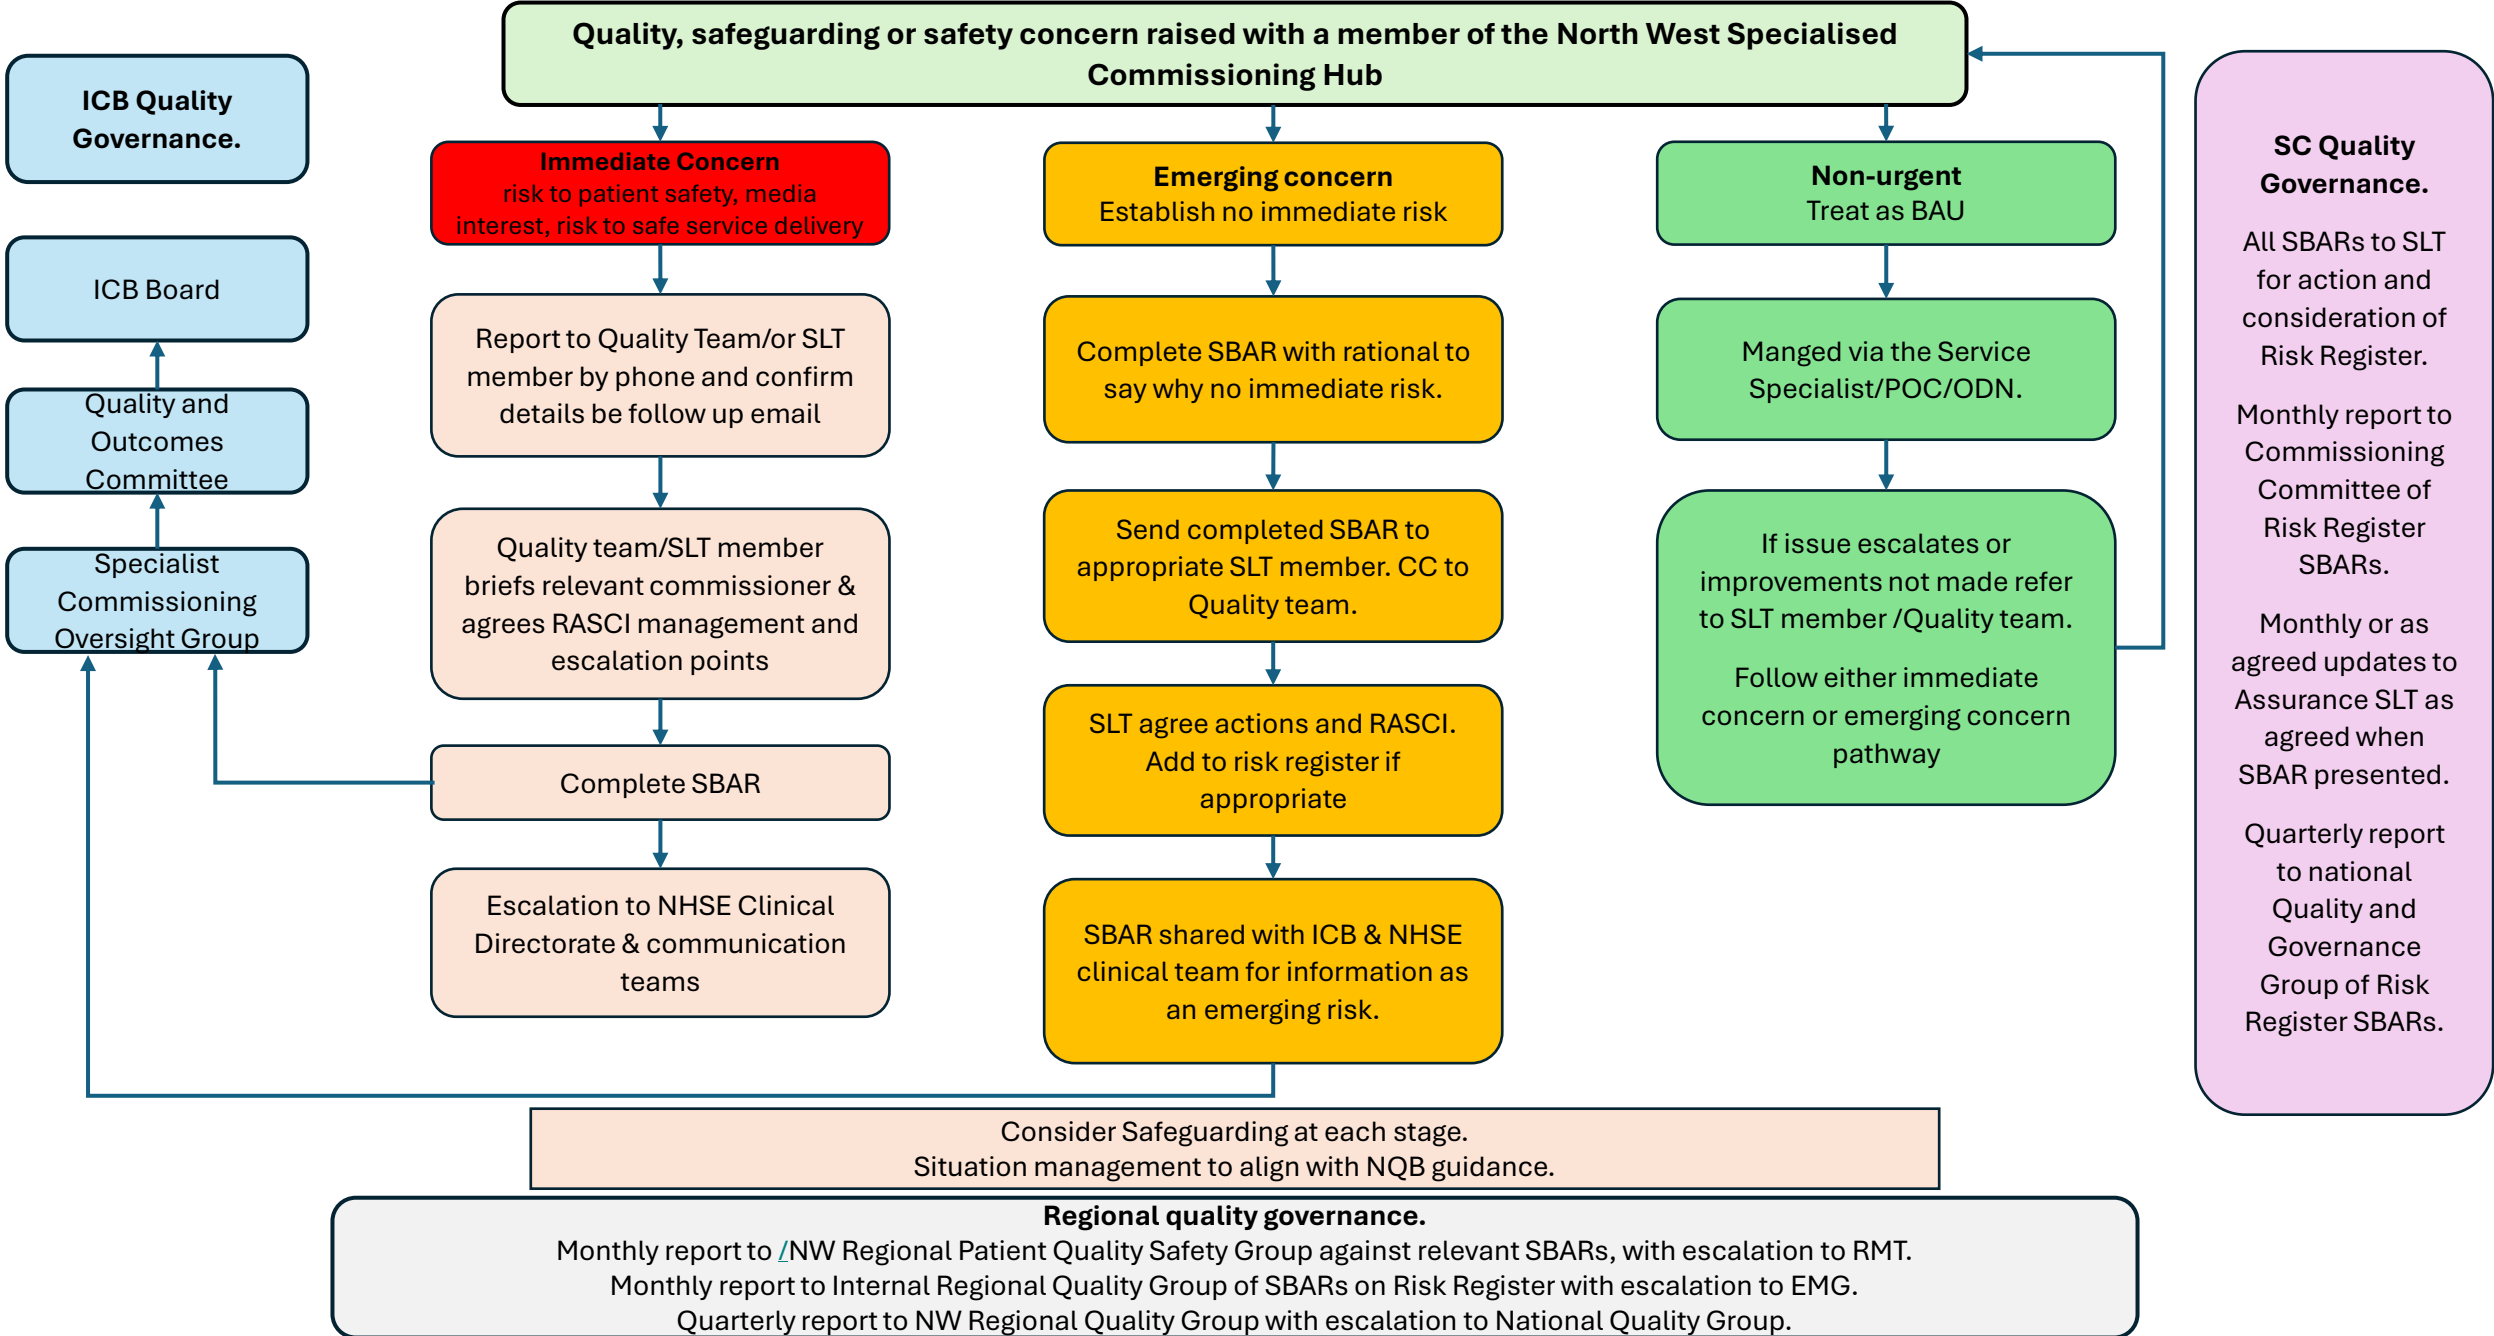 Quality, safeguarding or safety concern raised with a member of the North West Specialised
Commissioning Hub
ICB Quality
Governance.
ICB Board
Quality and
Outcomes
Committee
Specialist
Commissioning
Oversight Group
Immediate Concern
risk to patient safety, media
interest, risk to safe service delivery
Report to Quality Team/or SLT
member by phone and confirm
details be follow up email
Quality team/SLT member
briefs relevant commissioner &
agrees RASCI management and
escalation points
Complete SBAR
Escalation to NHSE Clinical
Directorate & communication
teams
Emerging concern
Establish no immediate risk
Complete SBAR with rational to
say why no immediate risk.
Send completed SBAR to
appropriate SLT member. CC to
Quality team.
SLT agree actions and RASCI.
Add to risk register if
appropriate
SBAR shared with ICB & NHSE
clinical team for information as
an emerging risk.
Non-urgent
Treat as BAU
Manged via the Service
Specialist/POC/ODN.
If issue escalates or
improvements not made refer
to SLT member /Quality team.
Follow either immediate
concern or emerging concern
pathway
SC Quality
Governance.
All SBARs to SLT
for action and
consideration of
Risk Register.
Monthly report to
Commissioning
Committee of
Risk Register
SBARs.
Monthly or as
agreed updates to
Assurance SLT as
agreed when
SBAR presented.
Quarterly report
to national
Quality and
Governance
Group of Risk
Register SBARs.
Consider Safeguarding at each stage.
Situation management to align with NQB guidance.
Regional quality governance.
Monthly report to /NW Regional Patient Quality Safety Group against relevant SBARs, with escalation to RMT.
Monthly report to Internal Regional Quality Group of SBARs on Risk Register with escalation to EMG.
Quarterly report to NW Regional Quality Group with escalation to National Quality Group.